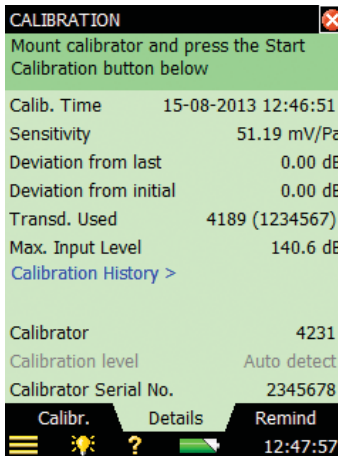 CALIBRATION
Mount calibrator and press the Start
Calibration button below
Calib. Time 15-08-2013 12:46:51
Sensitivity 51.19 mV/Pa
Deviation from last 0.00 dB
Deviation from initial 0.00 dB
Transd. Used 4189 (1234567)
Max. Input Level 140.6 dB
Calibration History >
Calibrator 4231
Calibration level Auto detect
Calibrator Serial No. 2345678
Calibr. Details Remind
? 12:47:57